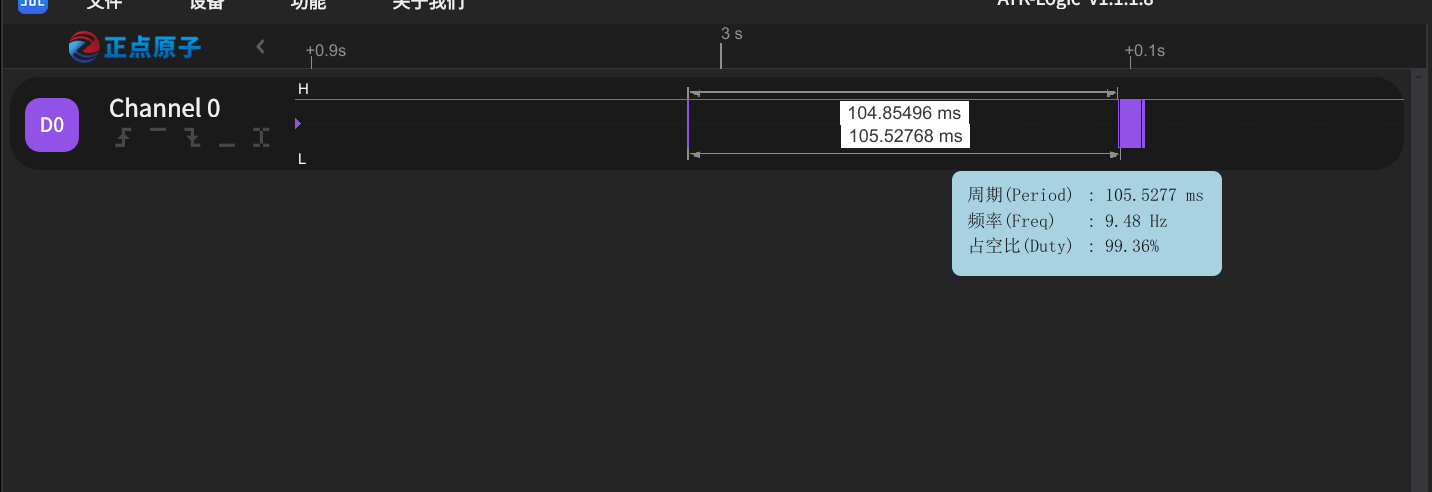 文件 设备 功能 关于我们 ATK-Logic V1.1.1.8
正点原子
+0.9s 3 s +0.1s
H
D0 Channel 0
L
104.85496 ms
105.52768 ms
周期(Period) : 105.5277 ms
频率(Freq) : 9.48 Hz
占空比(Duty) : 99.36%